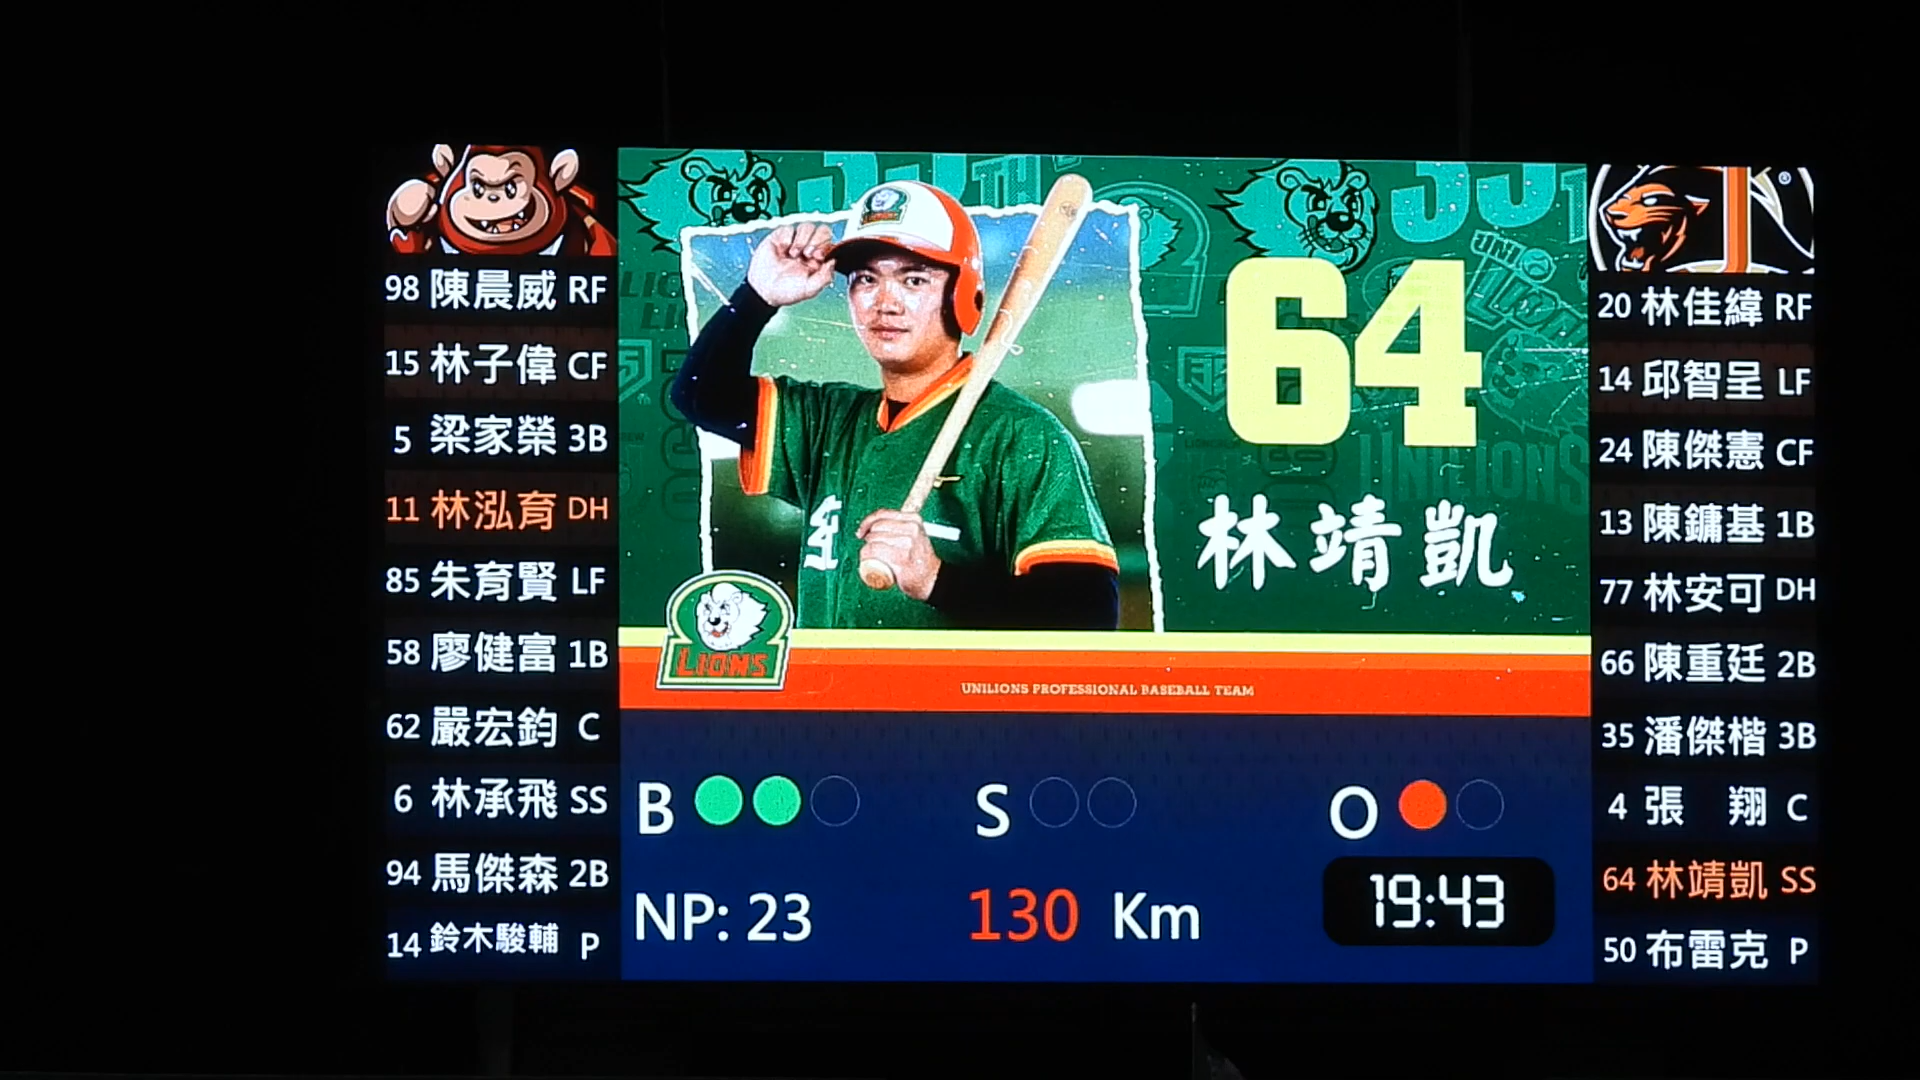 98 陳晨威 RF
15 林子偉 CF
5 梁家榮 3B
11 林泓育 DH
85 朱育賢 LF
58 廖健富 1B
62 嚴宏鈞 C
6 林承飛 SS
94 馬傑森 2B
14 鈴木駿輔 P
64
林靖凱
LIONS
UNILIONS PROFESSIONAL BASEBALL TEAM
B S O
NP: 23 130 Km 19:43
20 林佳緯 RF
14 邱智呈 LF
24 陳傑憲 CF
13 陳鏞基 1B
77 林安可 DH
66 陳重廷 2B
35 潘傑楷 3B
4 張 翔 C
64 林靖凱 SS
50 布雷克 P